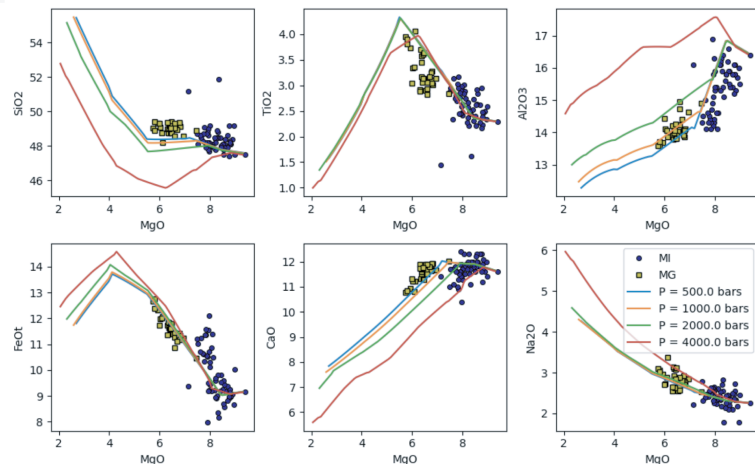 SiO2
54
52
50
48
46
2 4 6 8
MgO
TiO2
4.0
3.5
3.0
2.5
2.0
1.5
1.0
2 4 6 8
MgO
Al2O3
17
16
15
14
13
2 4 6 8
MgO
FeOt
14
13
12
11
10
9
8
2 4 6 8
MgO
CaO
12
11
10
9
8
7
6
2 4 6 8
MgO
Na2O
6
5
4
3
2
2 4 6 8
MgO
MI
MG
P = 500.0 bars
P = 1000.0 bars
P = 2000.0 bars
P = 4000.0 bars